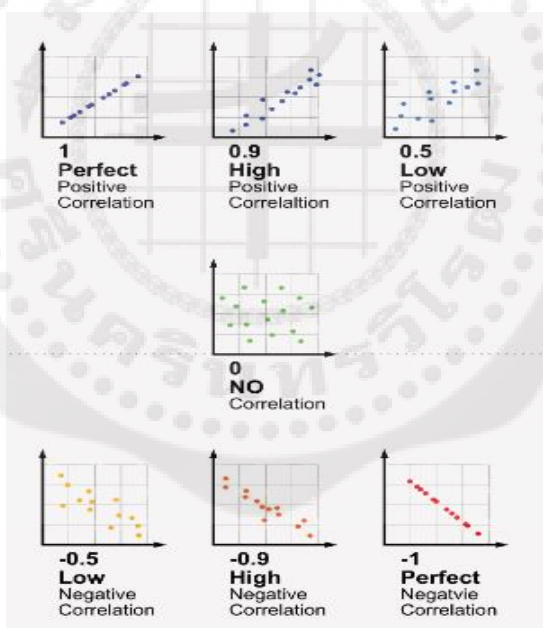 1
Perfect
Positive
Correlation
0.9
High
Positive
Correlaltion
0.5
Low
Positive
Correlation
0
NO
Correlation
-0.5
Low
Negative
Correlation
-0.9
High
Negative
Correlation
-1
Perfect
Negatvie
Correlation